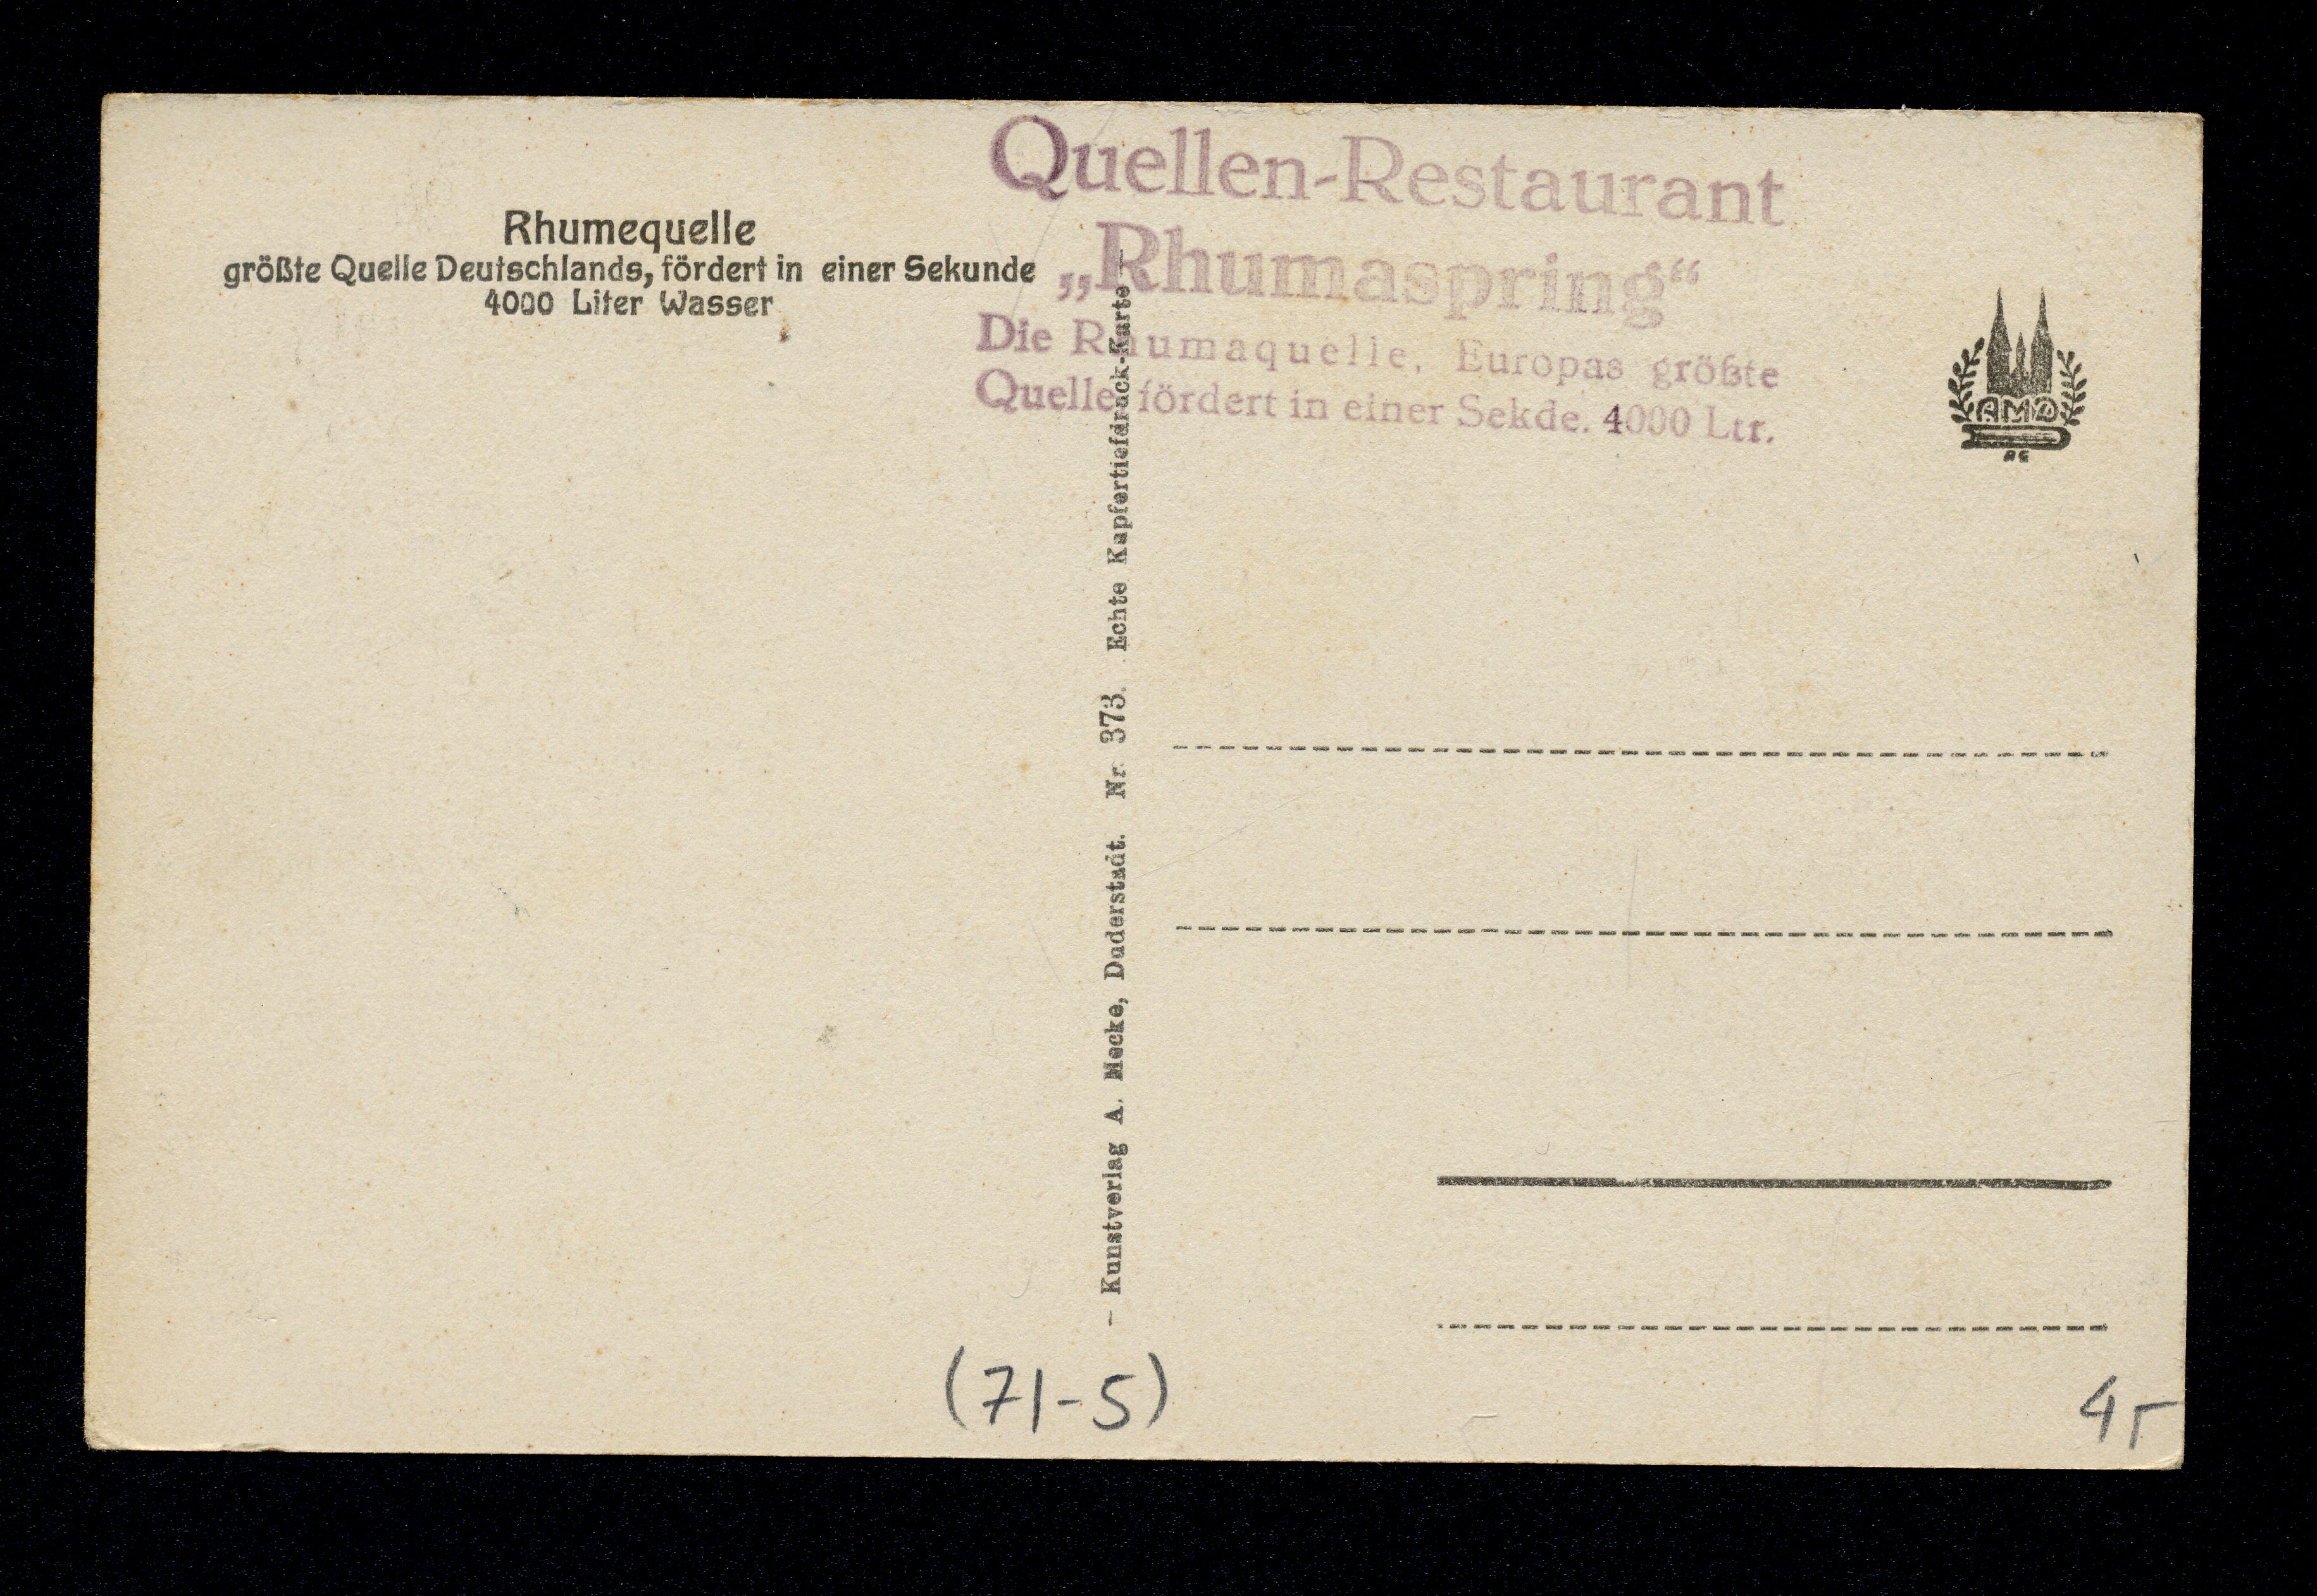 Rhumequelle
größte Quelle Deutschlands, fördert in einer Sekunde
4000 Liter Wasser
Quellen-Restaurant
„Rhumaspring“
Die Rhumaquelle, Europas größte
Quelle, fördert in einer Sekde. 4000 Ltr.
AMD
— Kunstverlag A. Mecke, Duderstadt. Nr. 373. Echte Kupfertiefdruck-Karte —
(71-5)